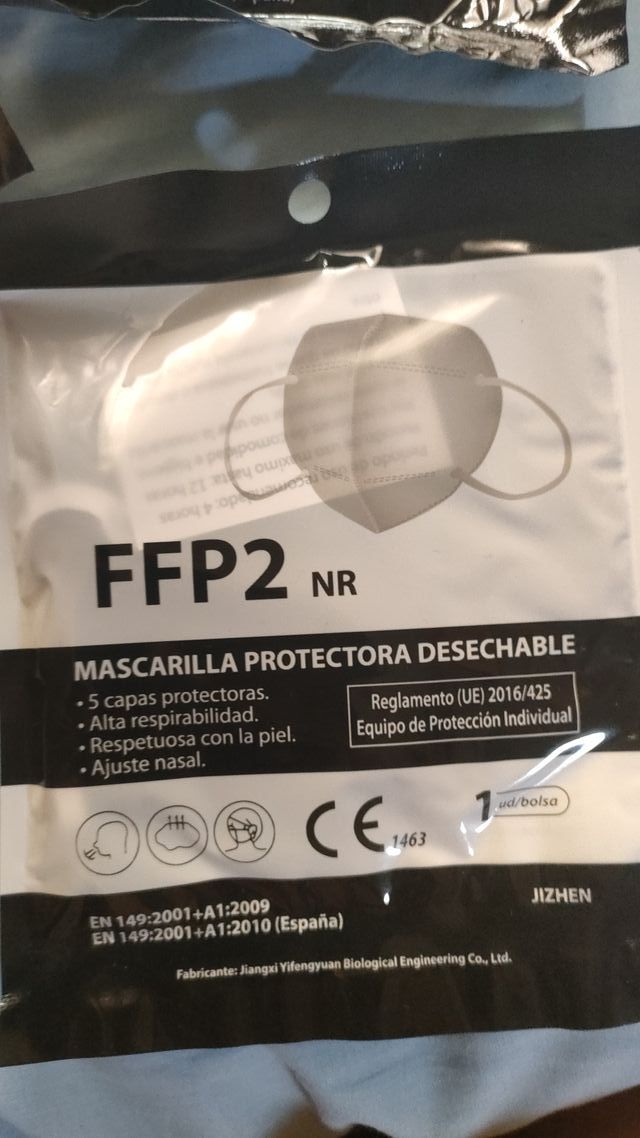 FFP2 NR
MASCARILLA PROTECTORA DESECHABLE
• 5 capas protectoras.
• Alta respirabilidad.
• Respetuosa con la piel.
• Ajuste nasal.
Reglamento (UE) 2016/425
Equipo de Protección Individual
CE 1463
1 ud/bolsa
EN 149:2001+A1:2009
EN 149:2001+A1:2010 (España)
JIZHEN
Fabricante: Jiangxi Yifengyuan Biological Engineering Co., Ltd.